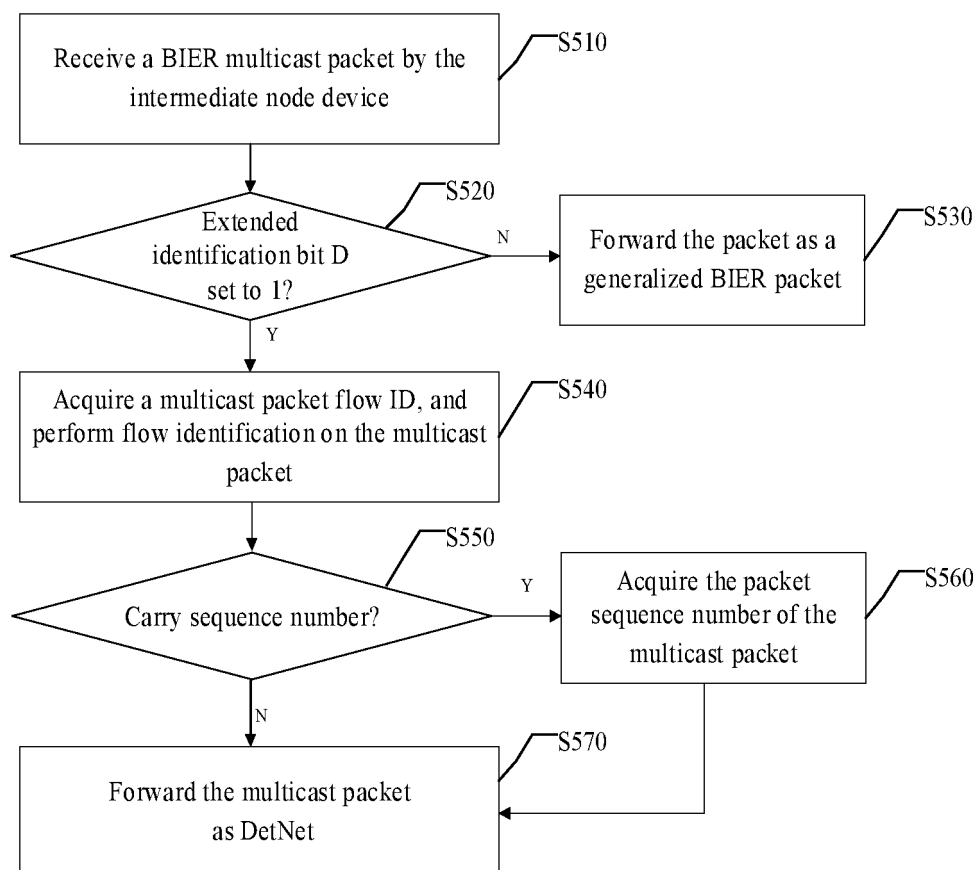 Receive a BIER multicast packet by the
intermediate node device
S510
Extended
identification bit D
set to 1?
S520
N
Forward the packet as a
generalized BIER packet
S530
Y
Acquire a multicast packet flow ID, and
perform flow identification on the multicast
packet
S540
Carry sequence number?
S550
Y
Acquire the packet
sequence number of the
multicast packet
S560
N
Forward the multicast packet
as DetNet
S570